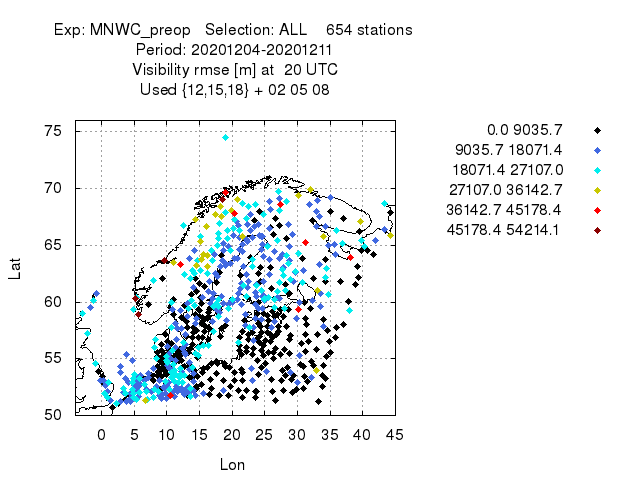 Exp: MNWC_preop   Selection: ALL    654 stations
Period: 20201204-20201211
Visibility rmse [m] at  20 UTC
Used {12,15,18} + 02 05 08
0.0 9035.7
9035.7 18071.4
18071.4 27107.0
27107.0 36142.7
36142.7 45178.4
45178.4 54214.1
75
70
65
60
55
50
Lat
0 5 10 15 20 25 30 35 40 45
Lon